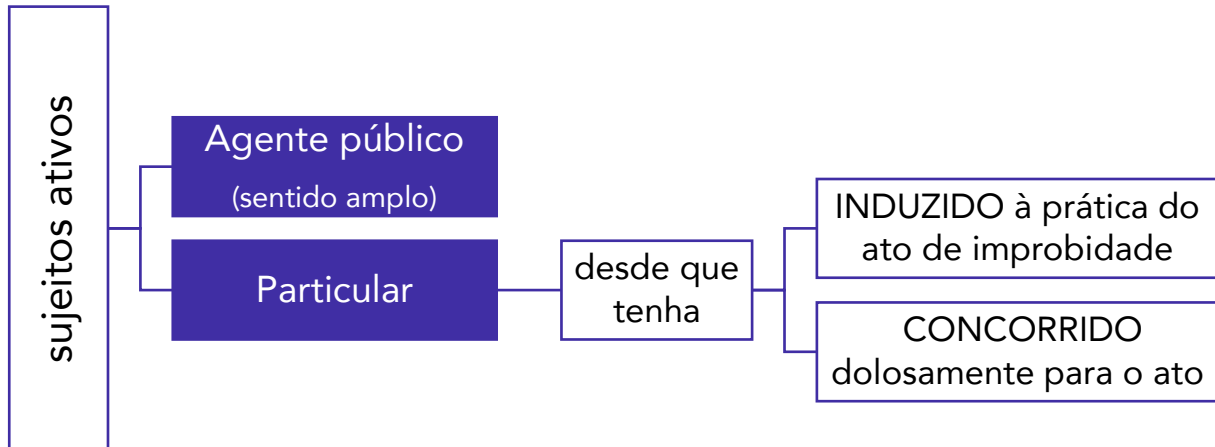 sujeitos ativos
Agente público
(sentido amplo)
Particular
desde que
tenha
INDUZIDO à prática do
ato de improbidade
CONCORRIDO
dolosamente para o ato